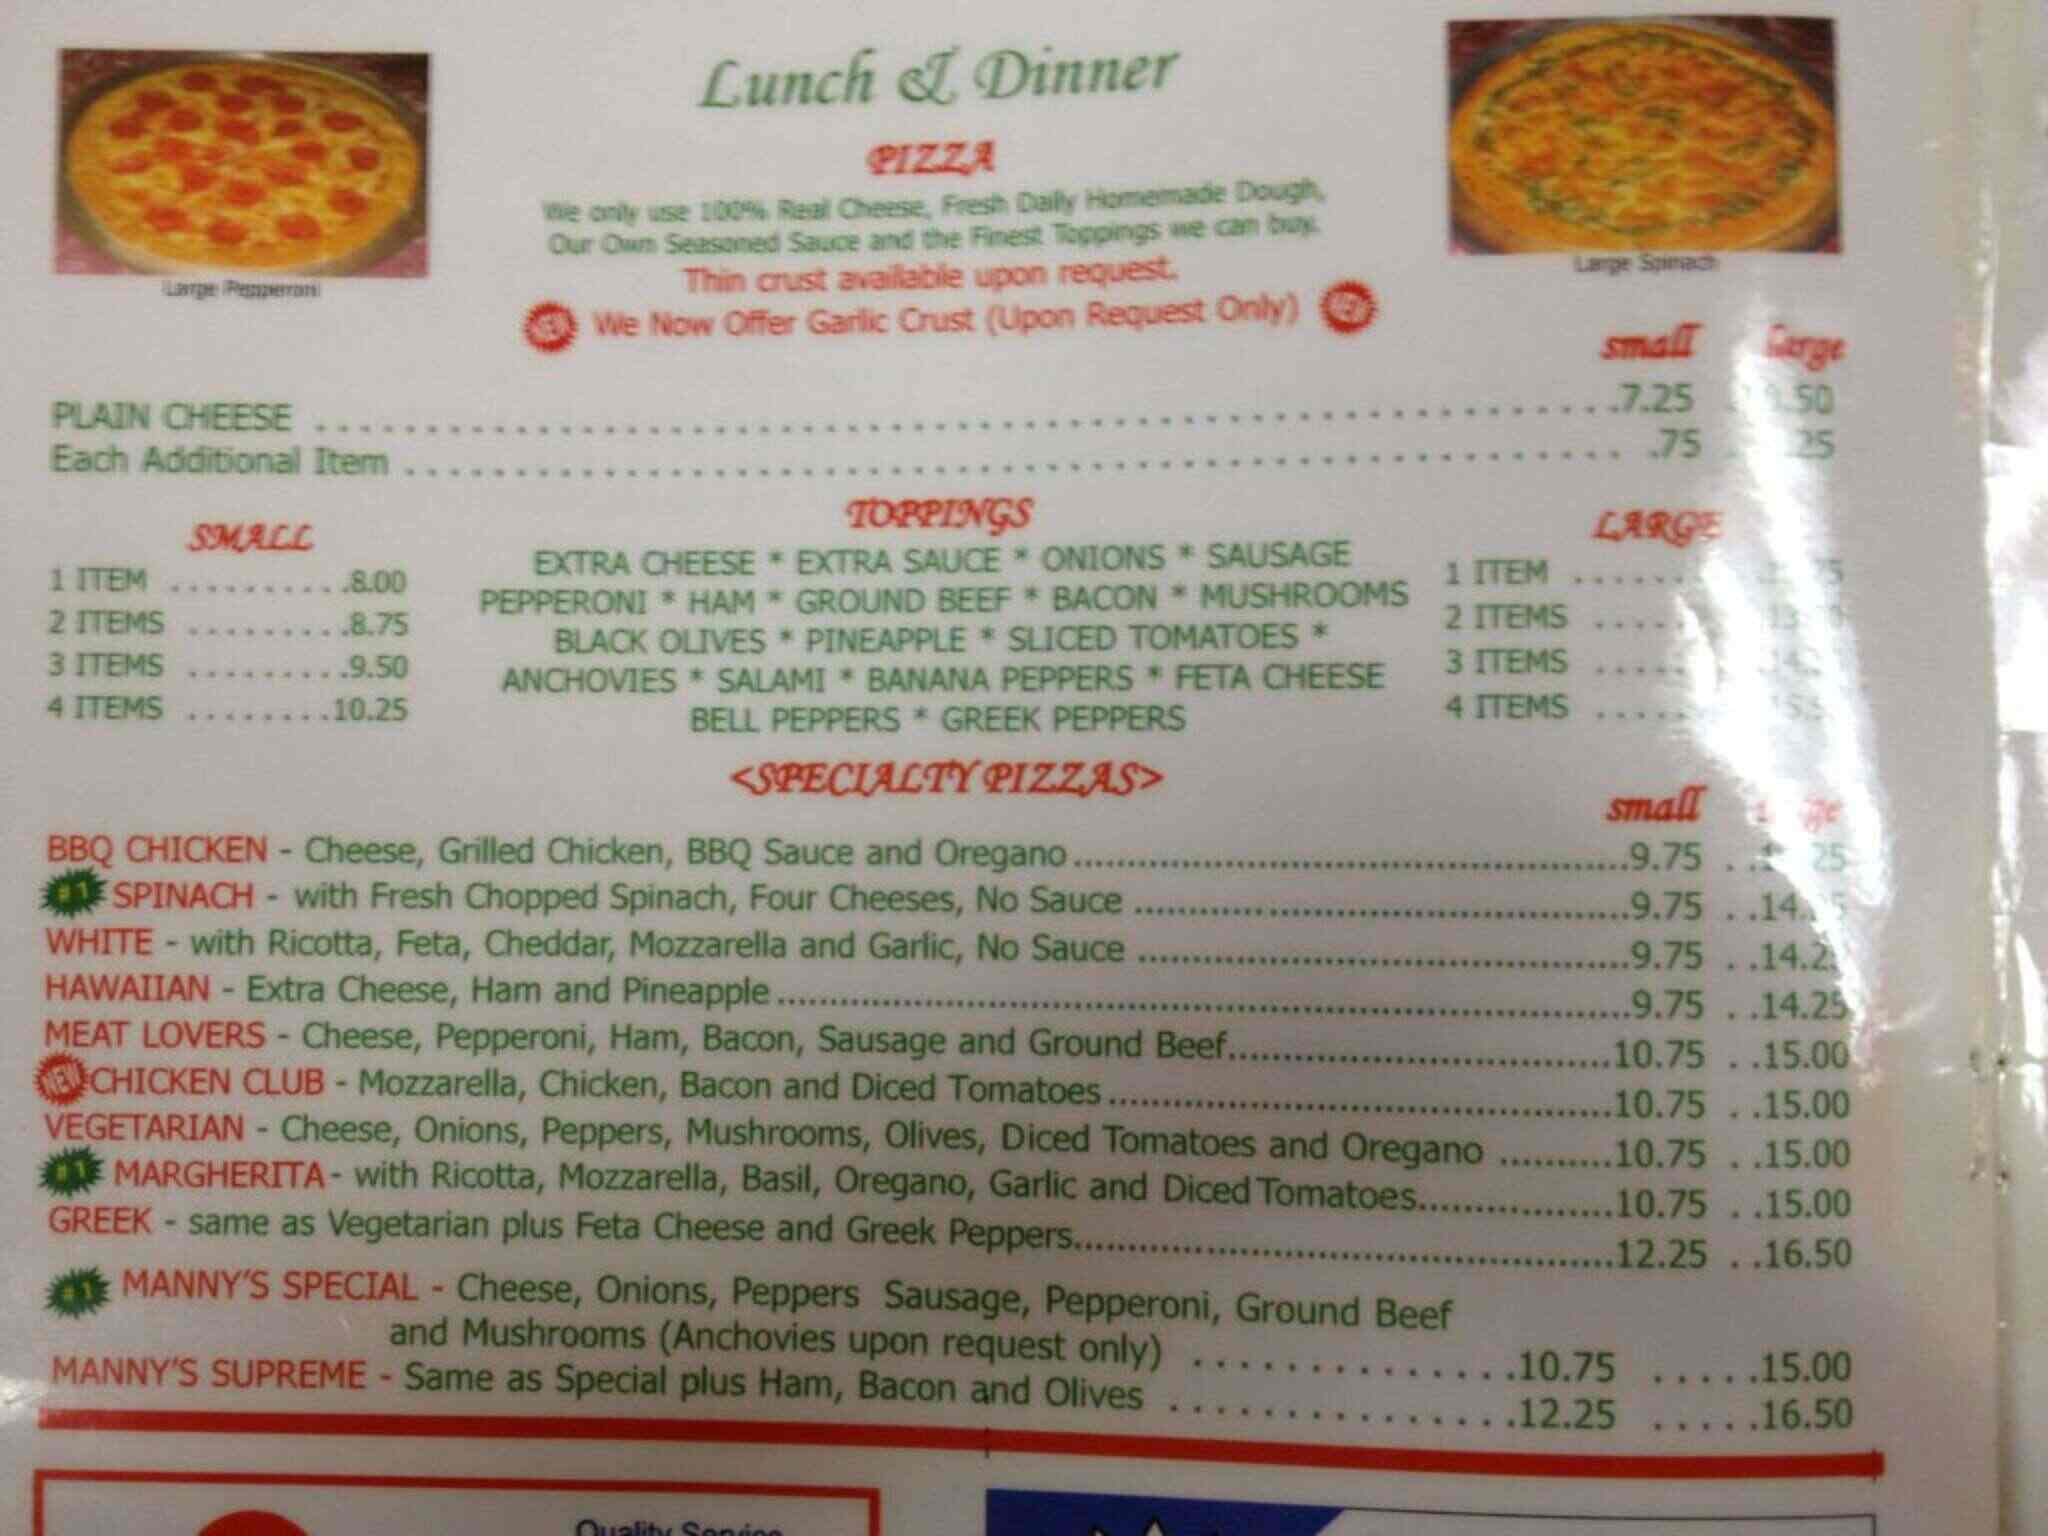 Lunch & Dinner
PIZZA
We only use 100% Real Cheese, Fresh Daily Homemade Dough,
Our Own Seasoned Sauce and the Finest Toppings we can buy.
Thin crust available upon request.
NEW We Now Offer Garlic Crust (Upon Request Only) NEW
Large Pepperoni
Large Spinach
small large
PLAIN CHEESE . . . . . . . . . . . . . . . . . . . . . . . . . . . . . . . . . . . . . . . . . . . .7.25
Each Additional Item . . . . . . . . . . . . . . . . . . . . . . . . . . . . . . . . . . . . . . . . . .75
SMALL
1 ITEM . . . . . . . . . .8.00
2 ITEMS . . . . . . . . .8.75
3 ITEMS . . . . . . . . .9.50
4 ITEMS . . . . . . . .10.25
TOPPINGS
EXTRA CHEESE * EXTRA SAUCE * ONIONS * SAUSAGE
PEPPERONI * HAM * GROUND BEEF * BACON * MUSHROOMS
BLACK OLIVES * PINEAPPLE * SLICED TOMATOES *
ANCHOVIES * SALAMI * BANANA PEPPERS * FETA CHEESE
BELL PEPPERS * GREEK PEPPERS
LARGE
1 ITEM . . . . . .
2 ITEMS . . . . .
3 ITEMS . . . . .
4 ITEMS . . . . .
<SPECIALTY PIZZAS>
small
BBQ CHICKEN - Cheese, Grilled Chicken, BBQ Sauce and Oregano..........9.75
#1 SPINACH - with Fresh Chopped Spinach, Four Cheeses, No Sauce ..........9.75
WHITE - with Ricotta, Feta, Cheddar, Mozzarella and Garlic, No Sauce ..........9.75 . .14.25
HAWAIIAN - Extra Cheese, Ham and Pineapple..........9.75 . .14.25
MEAT LOVERS - Cheese, Pepperoni, Ham, Bacon, Sausage and Ground Beef..........10.75 . .15.00
NEW CHICKEN CLUB - Mozzarella, Chicken, Bacon and Diced Tomatoes..........10.75 . .15.00
VEGETARIAN - Cheese, Onions, Peppers, Mushrooms, Olives, Diced Tomatoes and Oregano ..........10.75 . .15.00
#1 MARGHERITA- with Ricotta, Mozzarella, Basil, Oregano, Garlic and Diced Tomatoes..........10.75 . .15.00
GREEK - same as Vegetarian plus Feta Cheese and Greek Peppers..........12.25 . .16.50
#1 MANNY'S SPECIAL - Cheese, Onions, Peppers Sausage, Pepperoni, Ground Beef
and Mushrooms (Anchovies upon request only) . . . . . . . . . . . . .10.75 . . . . .15.00
MANNY'S SUPREME - Same as Special plus Ham, Bacon and Olives . . . . . . . . . . . . . .12.25 . . . . .16.50
Quality Service